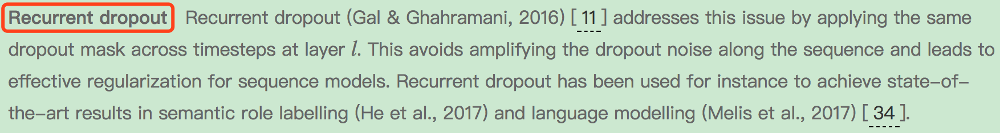 Recurrent dropout Recurrent dropout (Gal & Ghahramani, 2016) [ 11 ] addresses this issue by applying the same
dropout mask across timesteps at layer l. This avoids amplifying the dropout noise along the sequence and leads to
effective regularization for sequence models. Recurrent dropout has been used for instance to achieve state-of-
the-art results in semantic role labelling (He et al., 2017) and language modelling (Melis et al., 2017) [ 34 ].